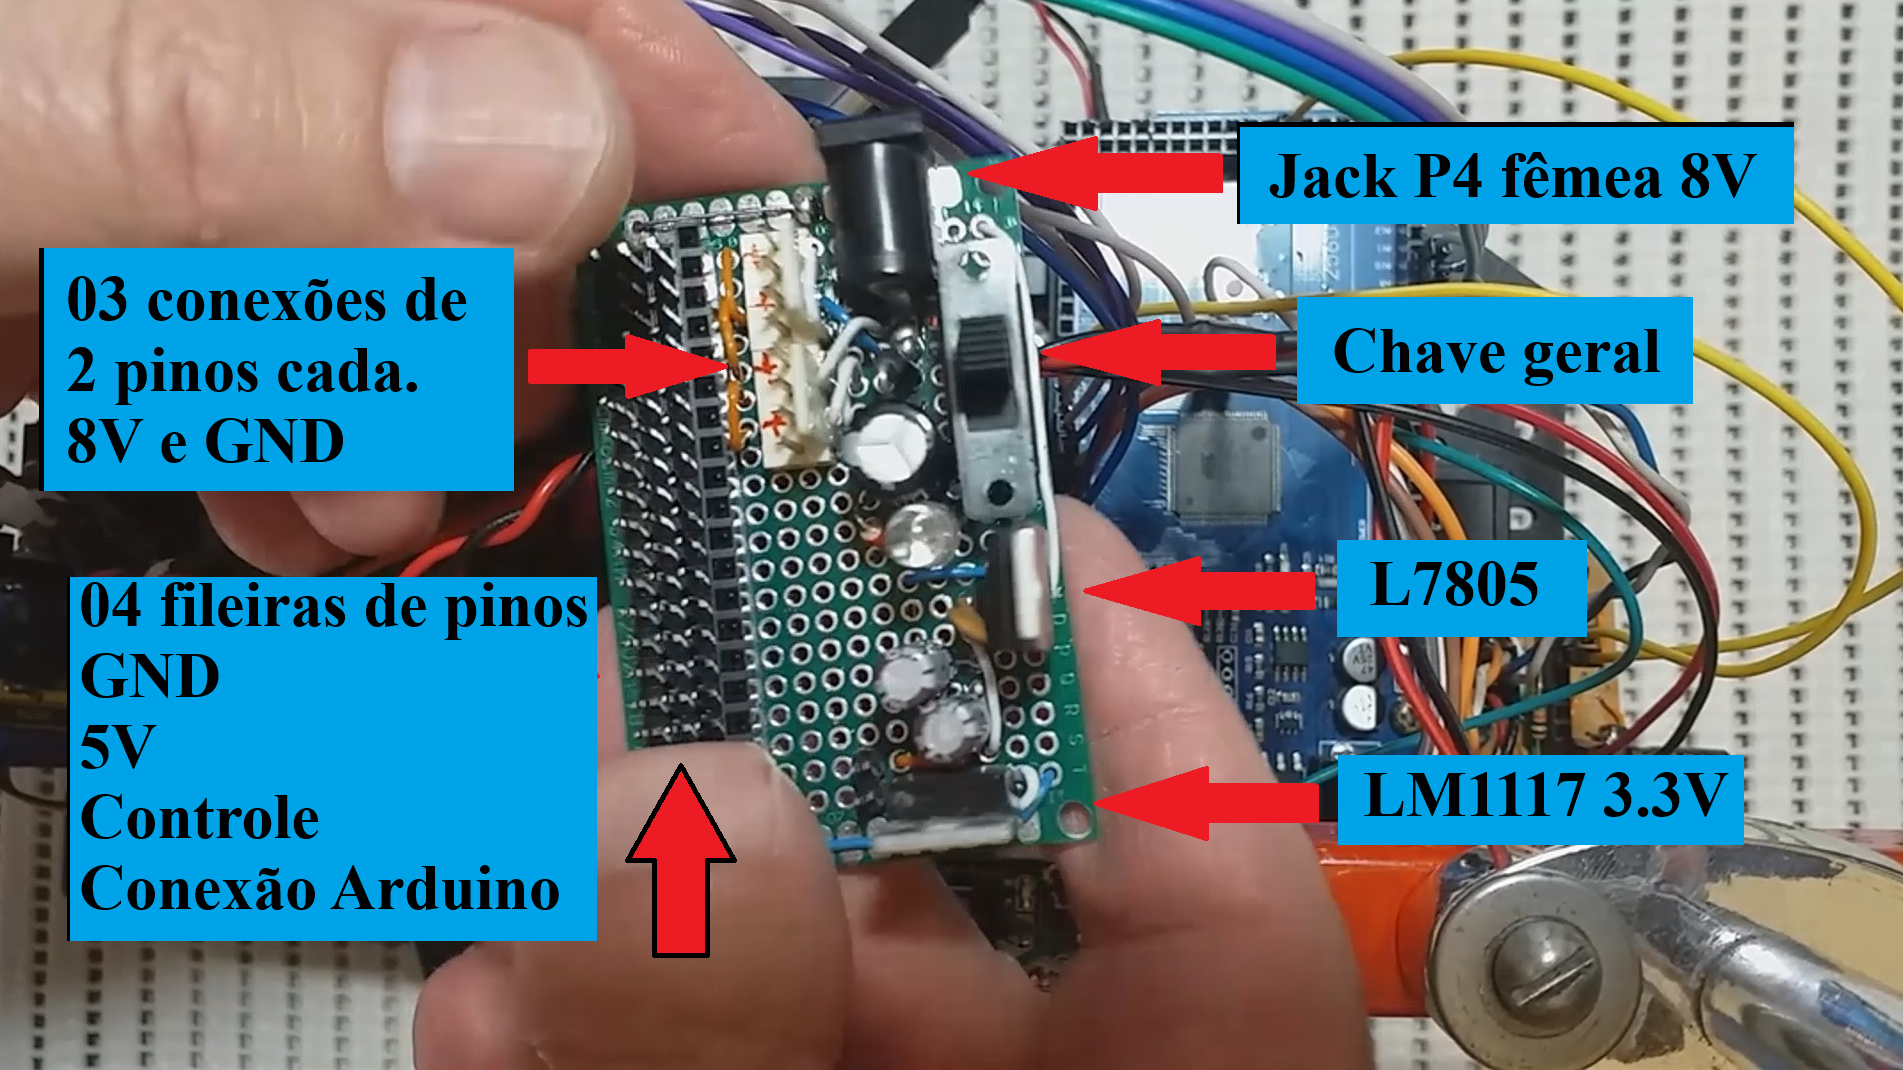 Jack P4 fêmea 8V
03 conexões de
2 pinos cada.
8V e GND
Chave geral
L7805
04 fileiras de pinos
GND
5V
Controle
Conexão Arduino
LM1117 3.3V